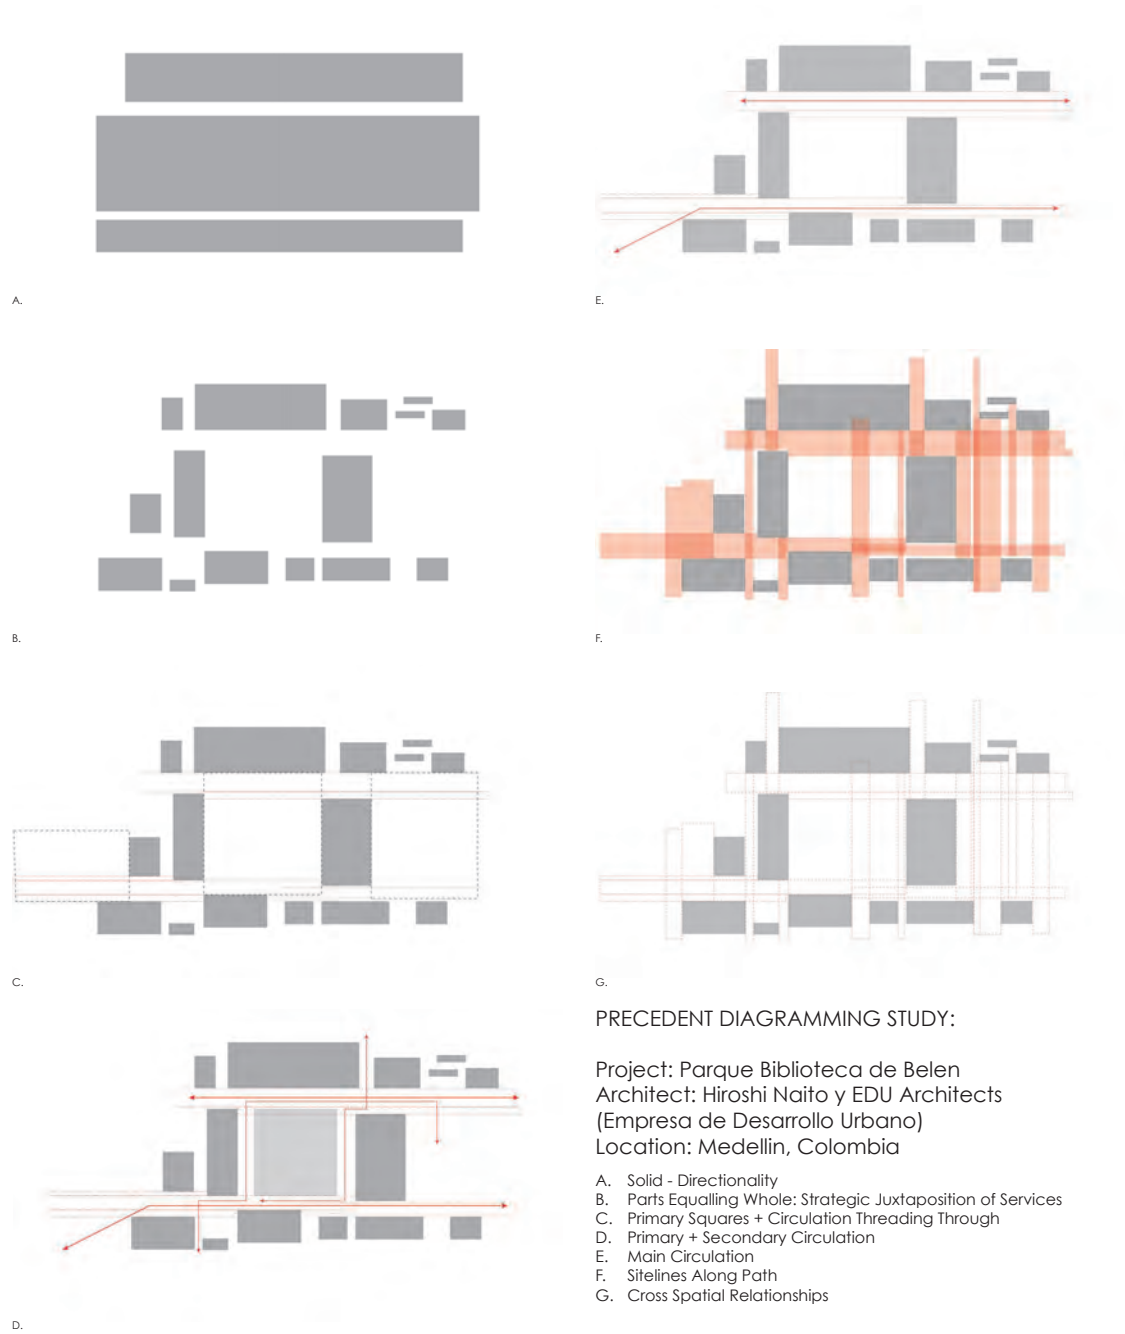 A.
E.
B.
F.
C.
G.
D.
PRECEDENT DIAGRAMMING STUDY:
Project: Parque Biblioteca de Belen
Architect: Hiroshi Naito y EDU Architects
(Empresa de Desarrollo Urbano)
Location: Medellin, Colombia
A. Solid - Directionality
B. Parts Equalling Whole: Strategic Juxtaposition of Services
C. Primary Squares + Circulation Threading Through
D. Primary + Secondary Circulation
E. Main Circulation
F. Sitelines Along Path
G. Cross Spatial Relationships